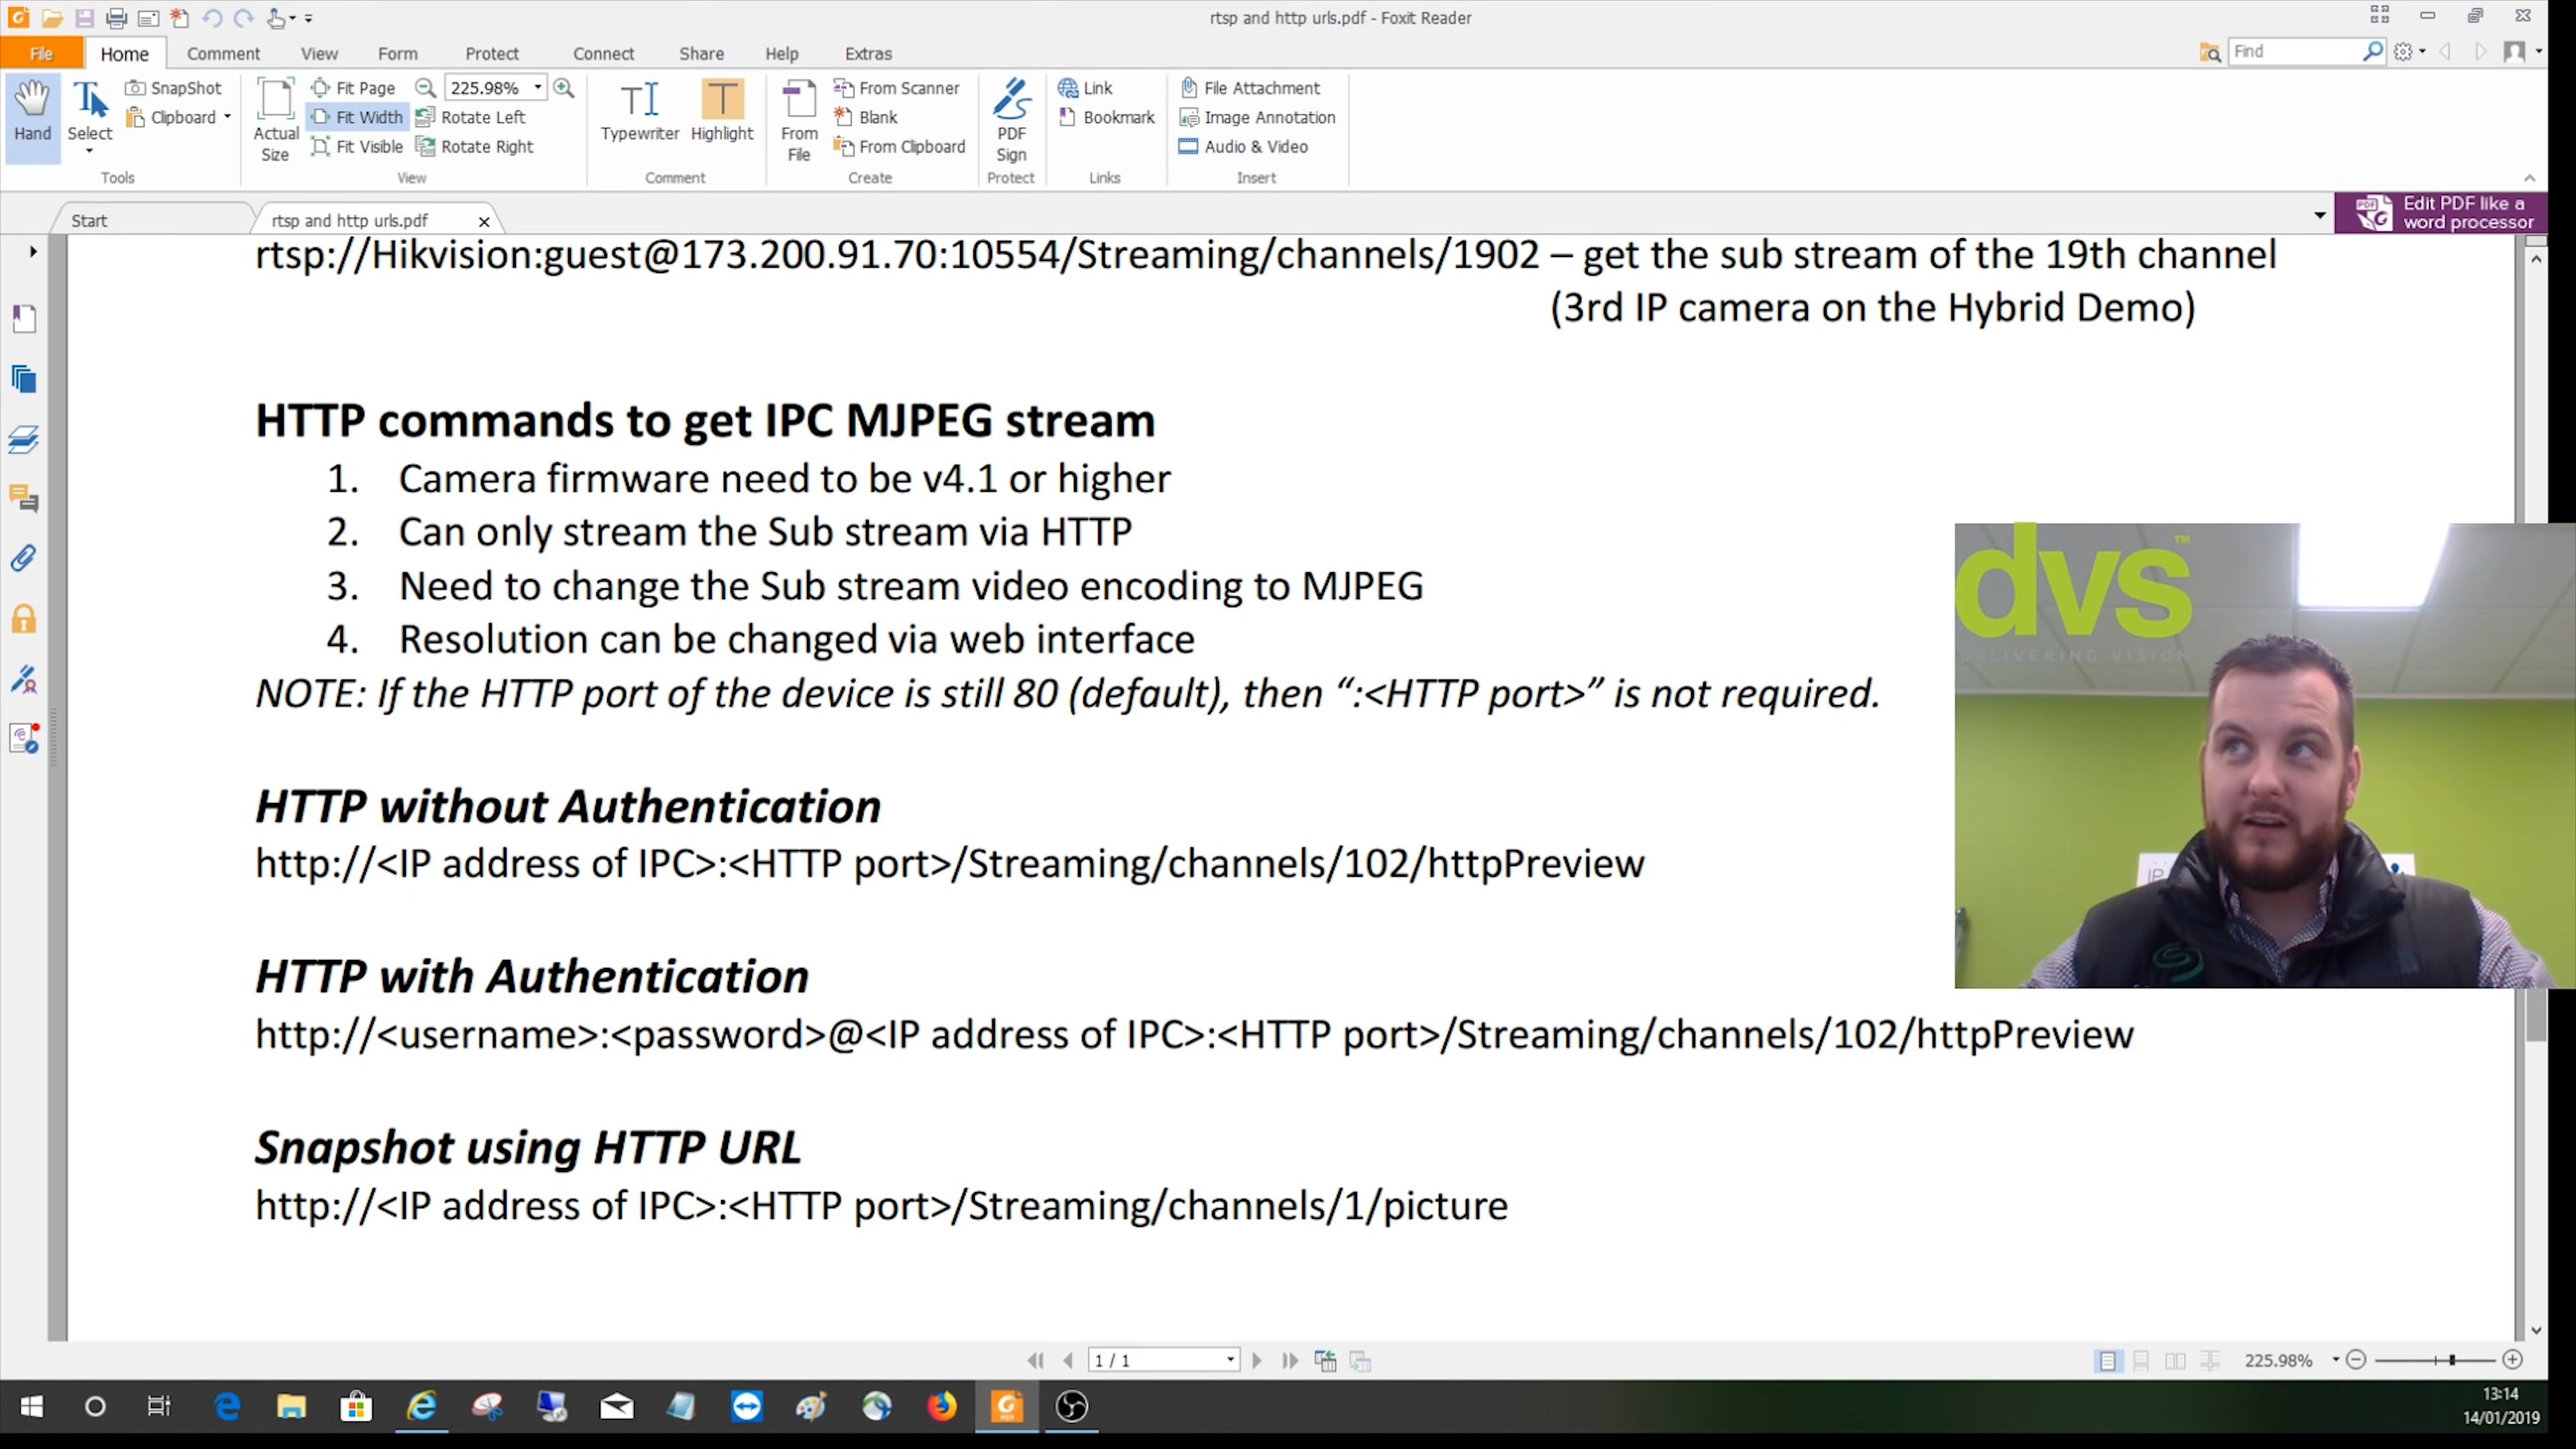 rtsp and http urls.pdf - Foxit Reader
File Home Comment View Form Protect Connect Share Help Extras
Find
Hand
Select
SnapShot
Clipboard
Tools
Actual Size
Fit Page
Fit Width
Fit Visible
225.98%
Rotate Left
Rotate Right
View
Typewriter
Highlight
Comment
From File
From Scanner
Blank
From Clipboard
Create
PDF Sign
Protect
Link
Bookmark
Links
File Attachment
Image Annotation
Audio & Video
Insert
Start
rtsp and http urls.pdf
Edit PDF like a
word processor
rtsp://Hikvision:guest@173.200.91.70:10554/Streaming/channels/1902 – get the sub stream of the 19th channel
(3rd IP camera on the Hybrid Demo)
HTTP commands to get IPC MJPEG stream
1. Camera firmware need to be v4.1 or higher
2. Can only stream the Sub stream via HTTP
3. Need to change the Sub stream video encoding to MJPEG
4. Resolution can be changed via web interface
NOTE: If the HTTP port of the device is still 80 (default), then “:<HTTP port>” is not required.
HTTP without Authentication
http://<IP address of IPC>:<HTTP port>/Streaming/channels/102/httpPreview
HTTP with Authentication
http://<username>:<password>@<IP address of IPC>:<HTTP port>/Streaming/channels/102/httpPreview
Snapshot using HTTP URL
http://<IP address of IPC>:<HTTP port>/Streaming/channels/1/picture
dvs™
DELIVERING VISION
IP
1 / 1
225.98%
13:14
14/01/2019